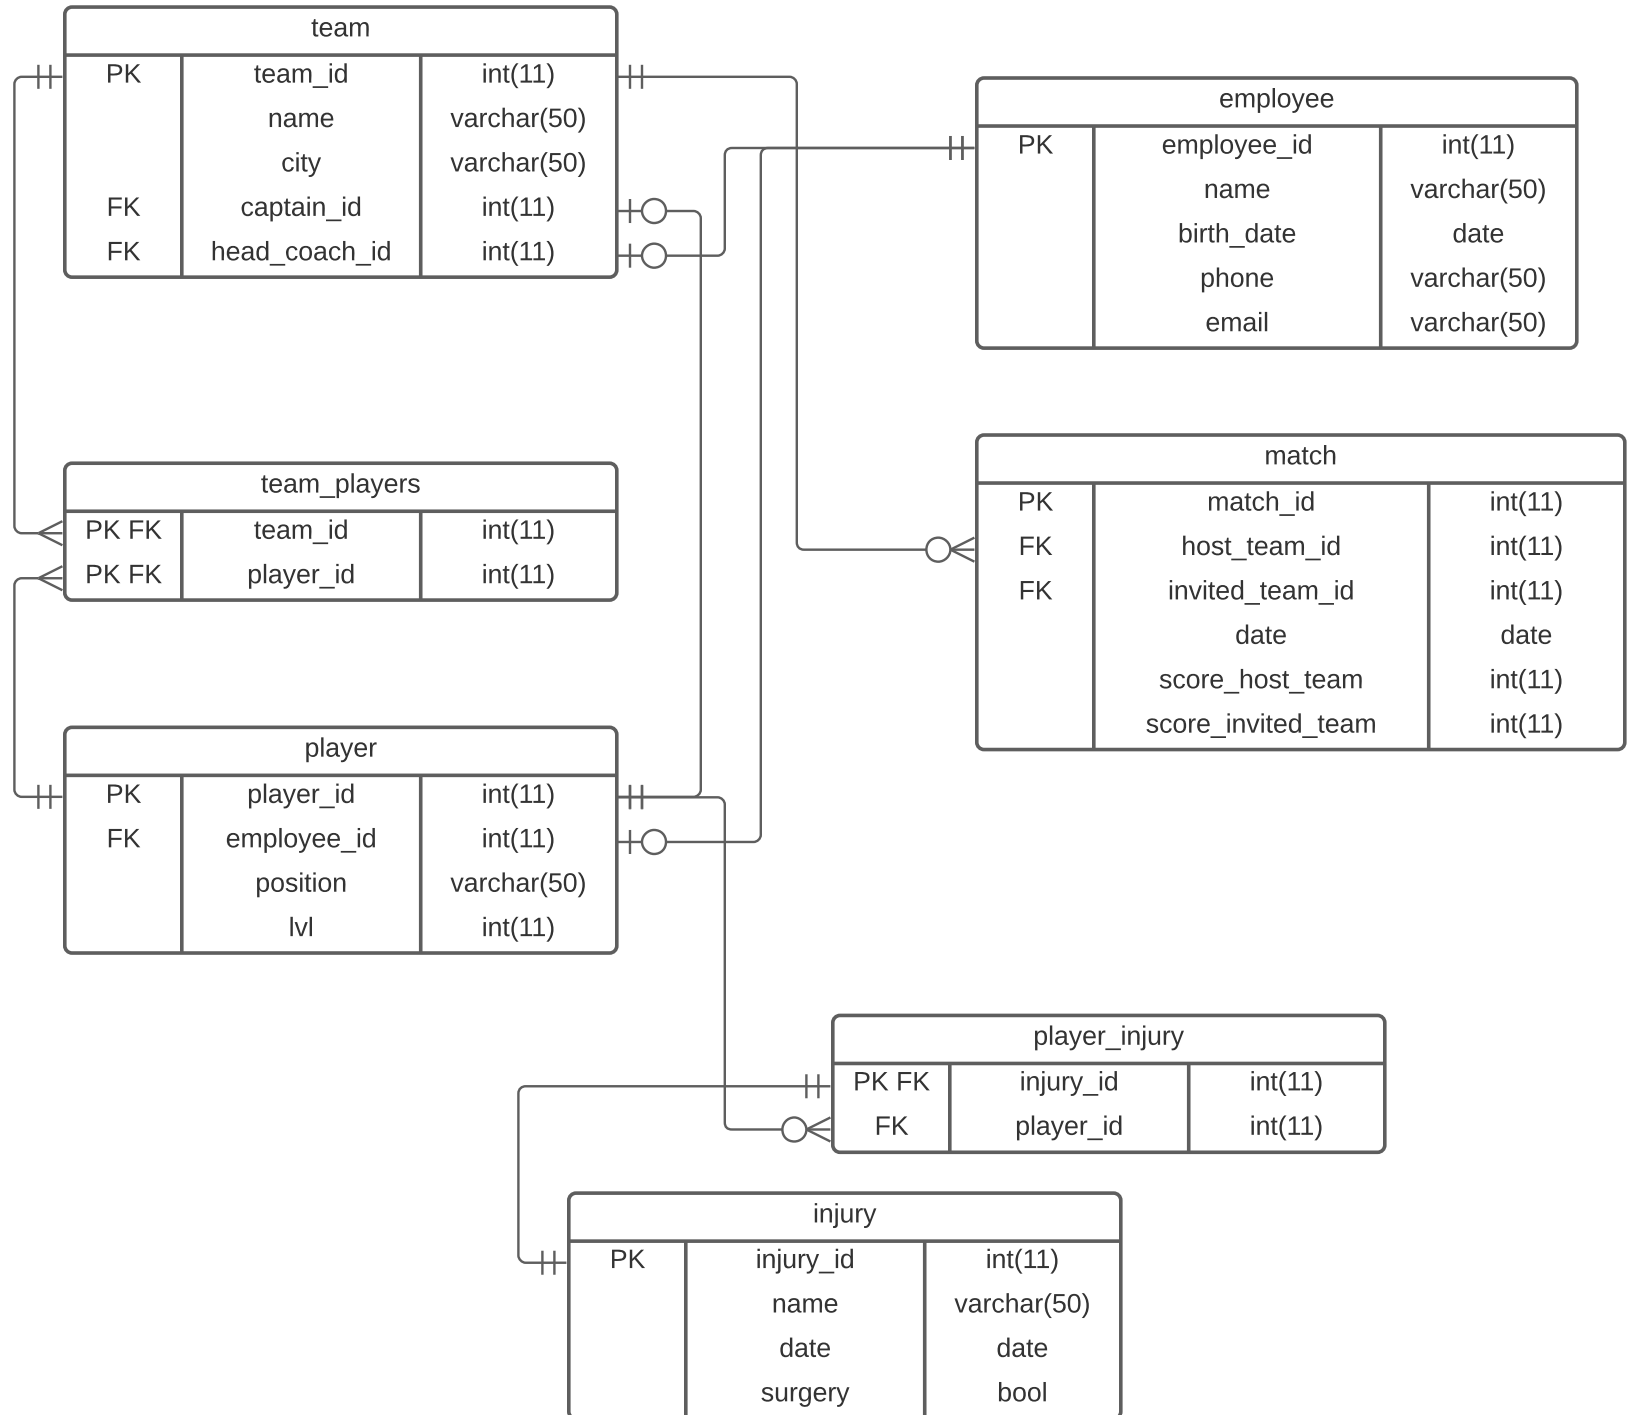 team
PK team_id int(11)
name varchar(50)
city varchar(50)
FK captain_id int(11)
FK head_coach_id int(11)
employee
PK employee_id int(11)
name varchar(50)
birth_date date
phone varchar(50)
email varchar(50)
team_players
PK FK team_id int(11)
PK FK player_id int(11)
match
PK match_id int(11)
FK host_team_id int(11)
FK invited_team_id int(11)
date date
score_host_team int(11)
score_invited_team int(11)
player
PK player_id int(11)
FK employee_id int(11)
position varchar(50)
lvl int(11)
player_injury
PK FK injury_id int(11)
FK player_id int(11)
injury
PK injury_id int(11)
name varchar(50)
date date
surgery bool